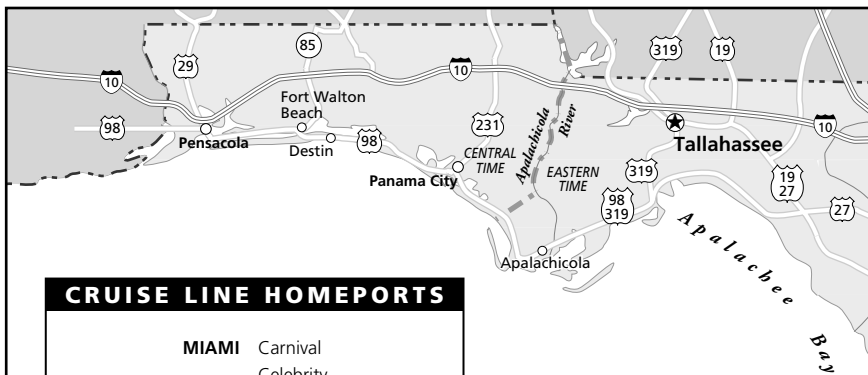 85
319
19
29
10
10
Fort Walton
Beach
98
Pensacola
Destin
98
231
CENTRAL
TIME
Panama City
Apalachicola
River
EASTERN
TIME
Tallahassee
10
319
19
27
98
319
27
Apalachicola
Apalachee
Bay
CRUISE LINE HOMEPORTS
MIAMI Carnival
Celebrity